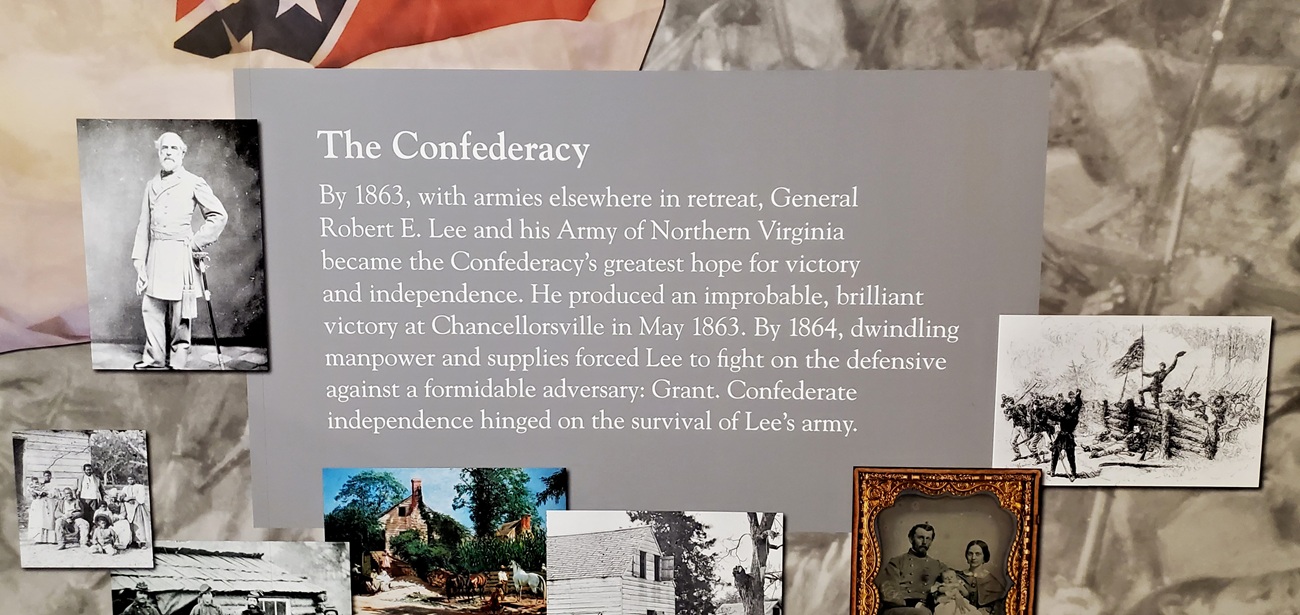 The Confederacy
By 1863, with armies elsewhere in retreat, General
Robert E. Lee and his Army of Northern Virginia
became the Confederacy’s greatest hope for victory
and independence. He produced an improbable, brilliant
victory at Chancellorsville in May 1863. By 1864, dwindling
manpower and supplies forced Lee to fight on the defensive
against a formidable adversary: Grant. Confederate
independence hinged on the survival of Lee’s army.